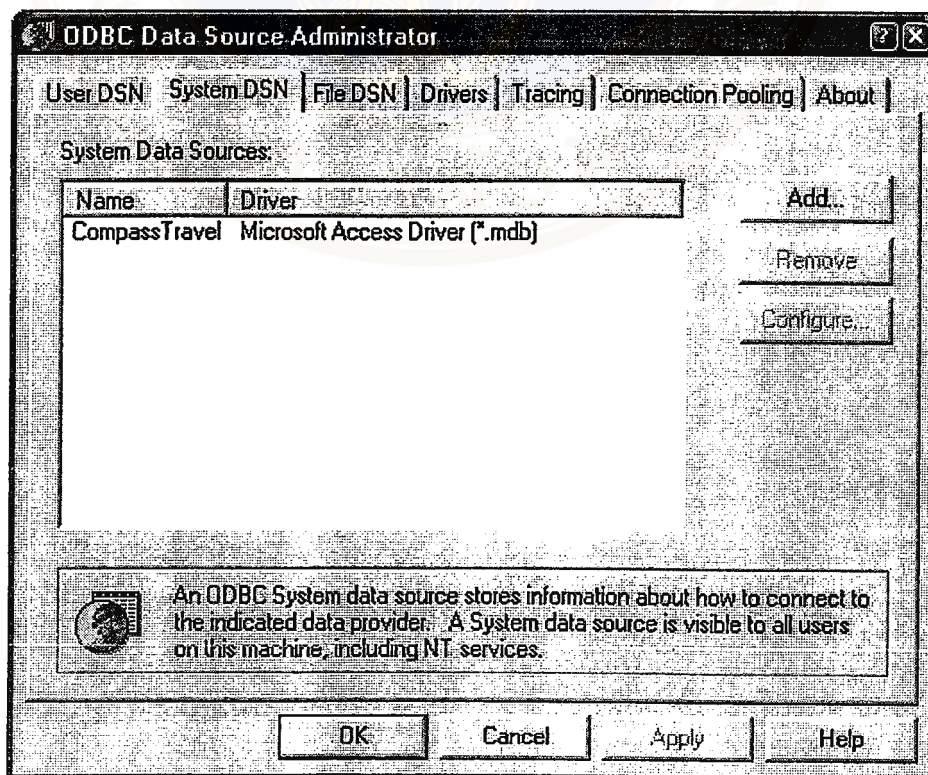 ODBC Data Source Administrator
User DSN System DSN File DSN Drivers Tracing Connection Pooling About
System Data Sources:
Name Driver
CompassTravel Microsoft Access Driver (*.mdb)
Add...
Remove
Configure...
An ODBC System data source stores information about how to connect to
the indicated data provider. A System data source is visible to all users
on this machine, including NT services.
OK Cancel Apply Help